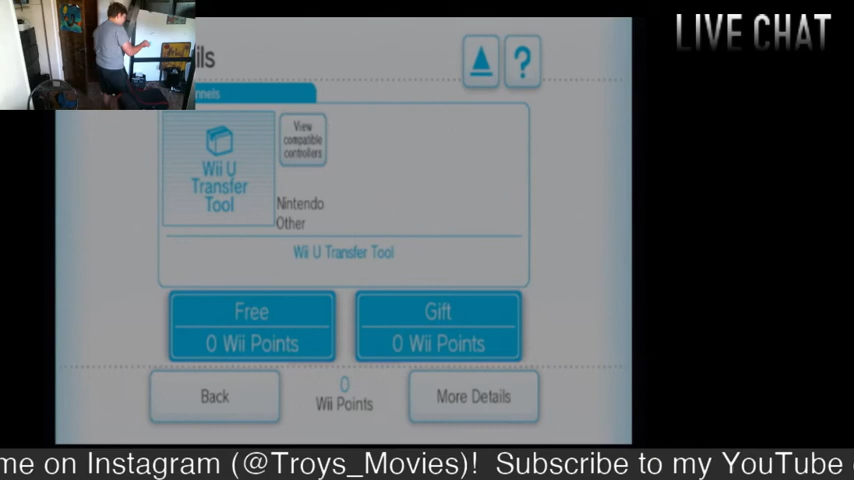 LIVE CHAT
ils
nnels
?
Wii U
Transfer
Tool
View
compatible
controllers
Nintendo
Other
Wii U Transfer Tool
Free
0 Wii Points
Gift
0 Wii Points
Back
0
Wii Points
More Details
me on Instagram (@Troys_Movies)!  Subscribe to my YouTube